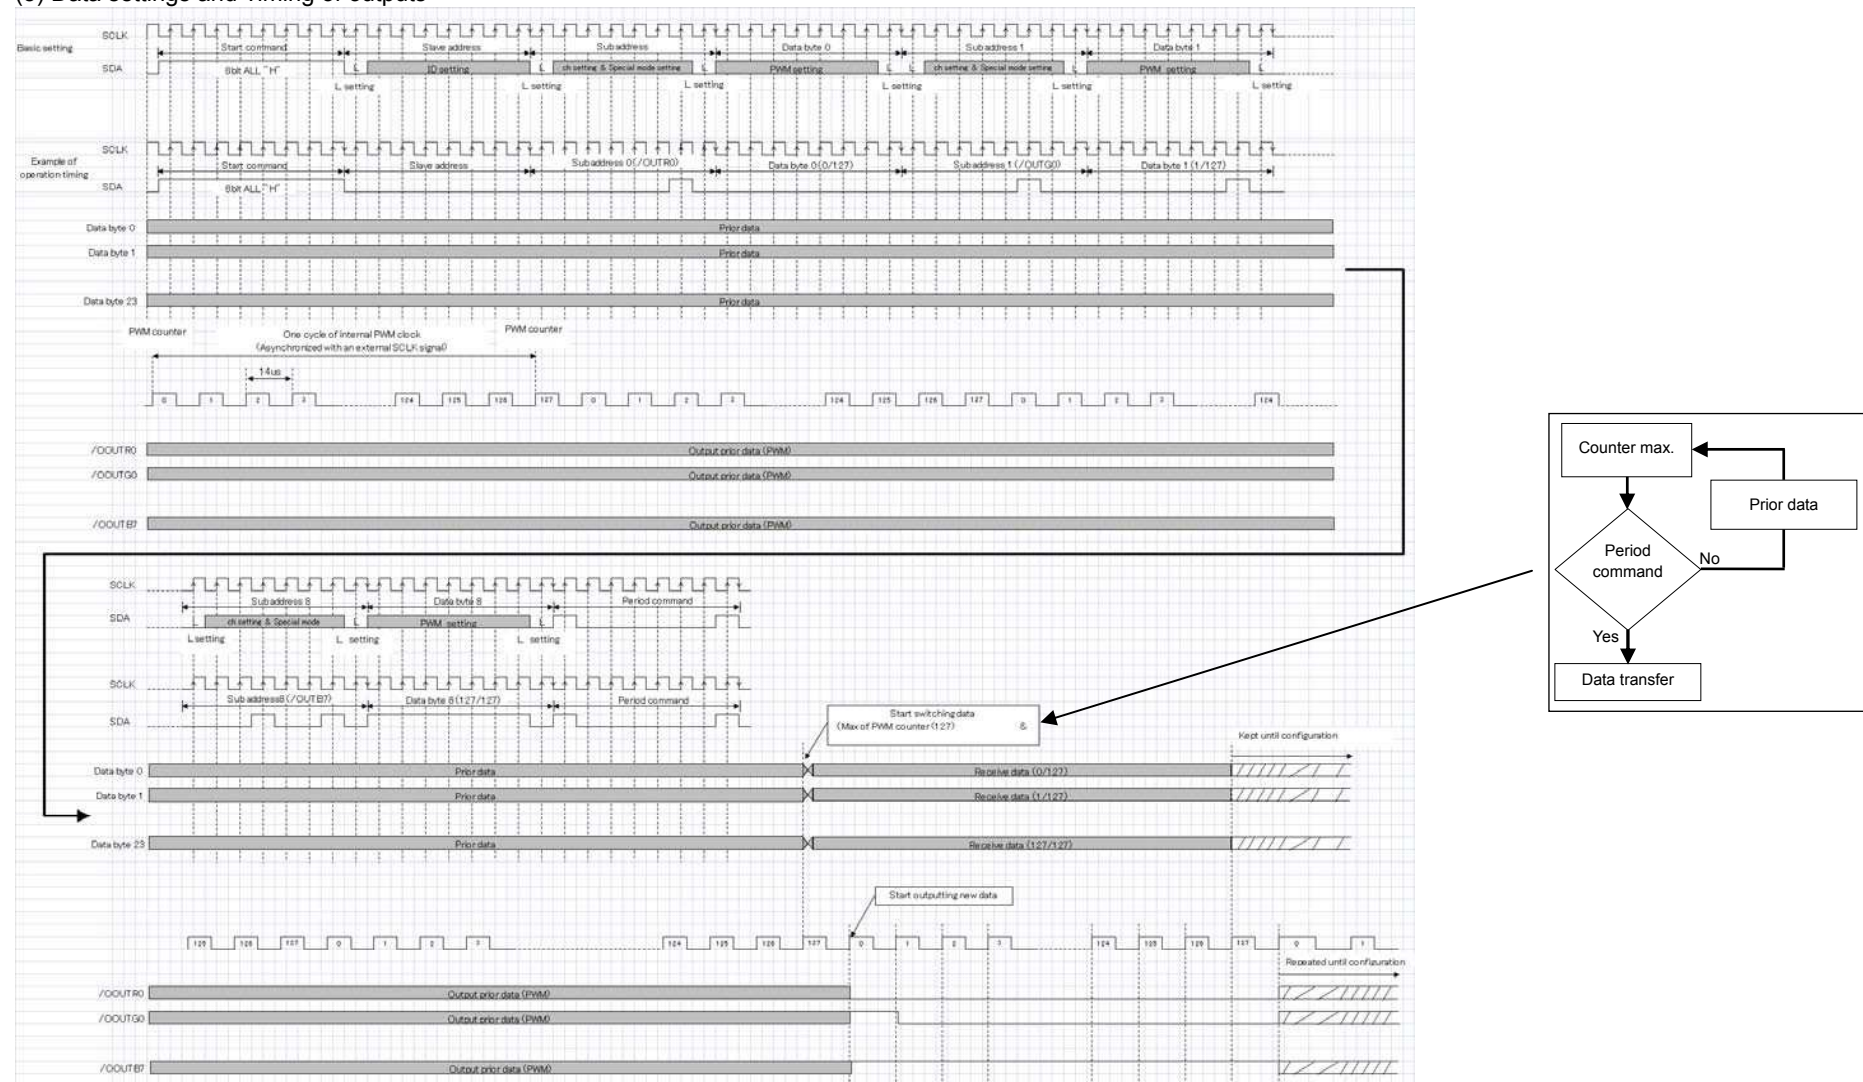 (5) Data settings and Timing of outputs
SCLK
Basic setting
Start command
Slave address
Sub address
Data byte 0
Sub address 1
Data byte 1
SDA
8bit ALL "H"
L
ID setting
L
ch setting & Special mode setting
L
PWM setting
L
L
ch setting & Special mode setting
L
PWM setting
L
L setting
L setting
L setting
L setting
L setting
L setting
SCLK
Example of
operation timing
Start command
Slave address
Sub address 0(/OUTR0)
Data byte 0(0/127)
Sub address 1 (/OUTG0)
Data byte 1 (1/127)
SDA
8bit ALL "H"
Data byte 0
Prior data
Data byte 1
Prior data
Data byte 23
Prior data
PWM counter
One cycle of internal PWM clock
(Asynchronized with an external SCLK signal)
PWM counter
14us
0 1 2 3 124 125 126 127 0 1 2 3 124 125 126 127 0 1 2 3 124
/OOUTR0
Output prior data (PWM)
/OOUTG0
Output prior data (PWM)
/OOUTB7
Output prior data (PWM)
Counter max.
Prior data
Period
command
No
Yes
Data transfer
SCLK
Sub address 8
Data byte 8
Period command
SDA
L
ch setting & Special mode
L
PWM setting
L
L setting
L setting
L setting
SCLK
Sub address8 (/OUTB7)
Data byte 8(127/127)
Period command
SDA
Start switching data
(Max of PWM counter(127) &
Kept until configuration
Data byte 0
Prior data
Receive data (0/127)
Data byte 1
Prior data
Receive data (1/127)
Data byte 23
Prior data
Receive data (127/127)
Start outputting new data
125 126 127 0 1 2 3 124 125 126 127 0 1 2 3 124 125 126 127 0 1
Repeated until configuration
/OOUTR0
Output prior data (PWM)
/OOUTG0
Output prior data (PWM)
/OOUTB7
Output prior data (PWM)